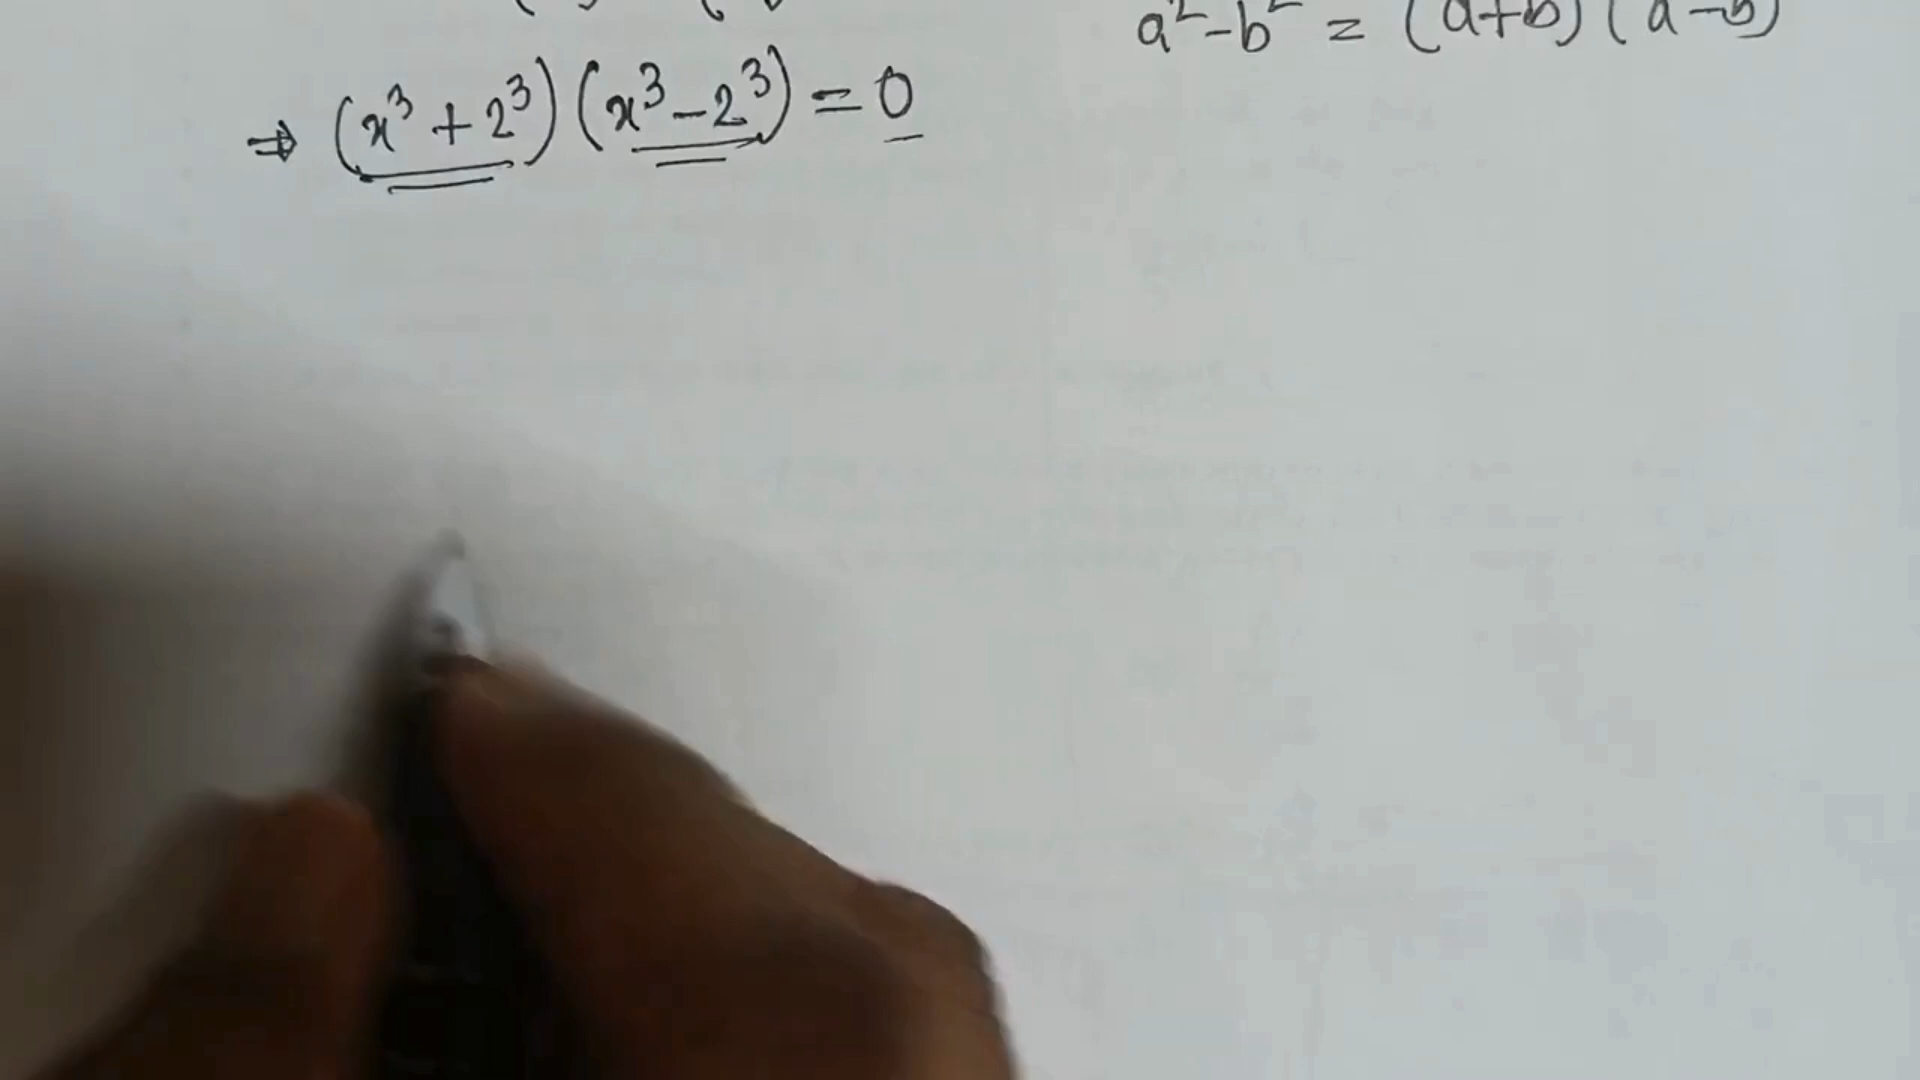 a² - b² = (a+b)(a-b)
⇒ (x³ + 2³)(x³ - 2³) = 0